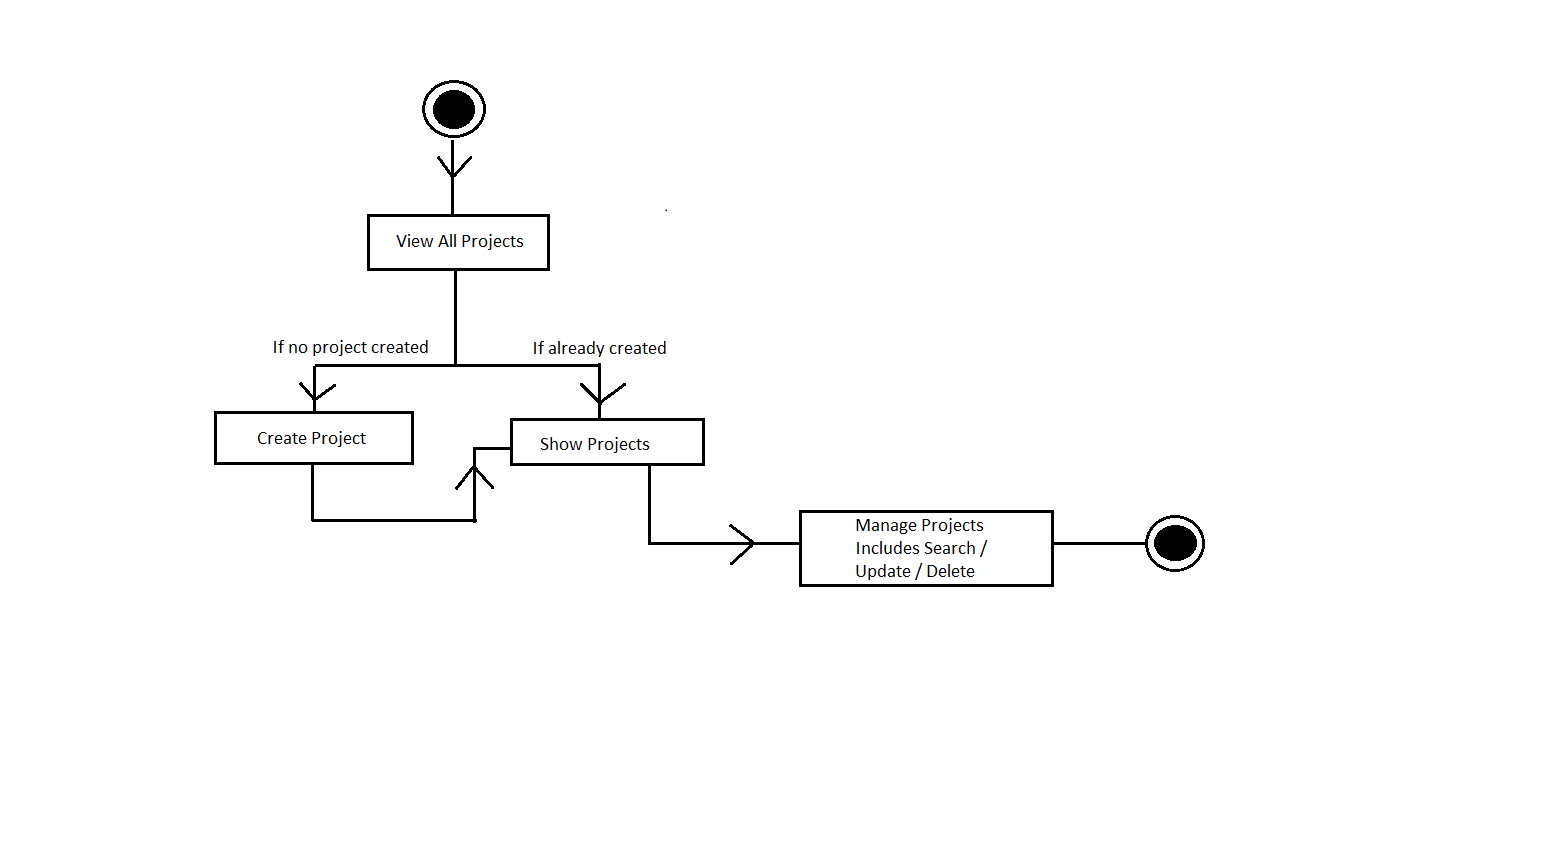 View All Projects
If no project created
If already created
Create Project
Show Projects
Manage Projects
Includes Search /
Update / Delete